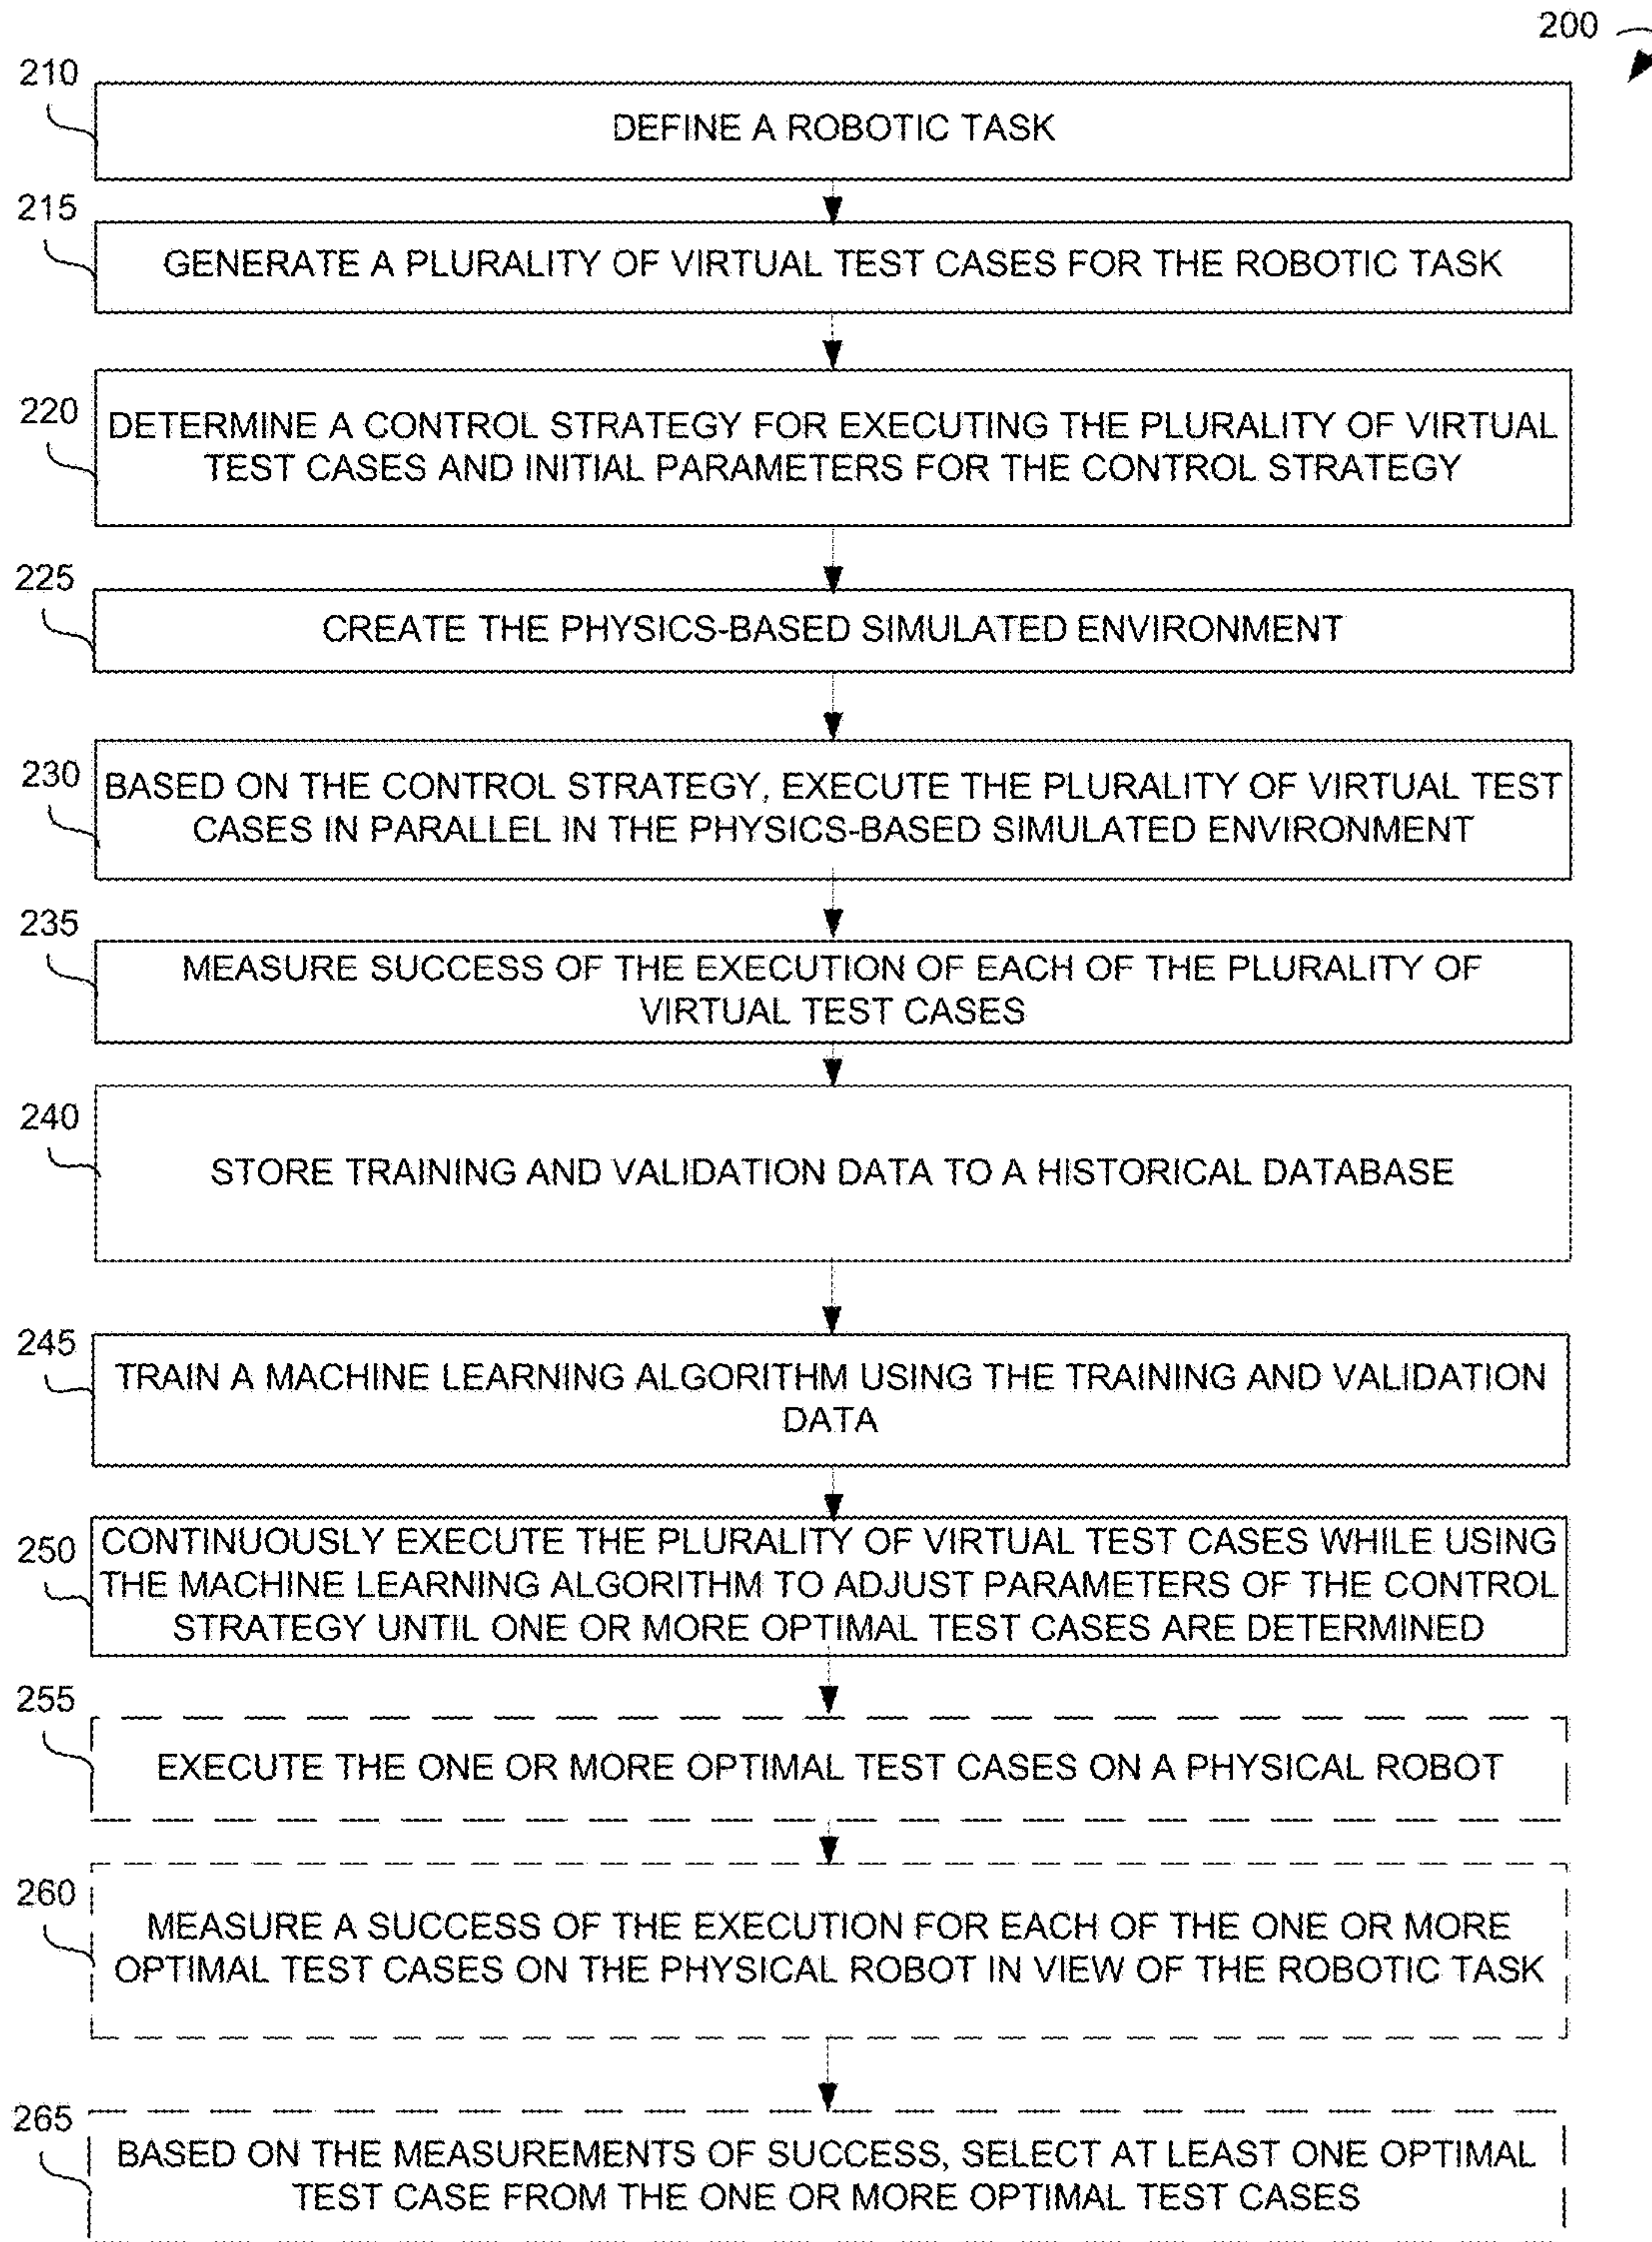 200
210
DEFINE A ROBOTIC TASK
215
GENERATE A PLURALITY OF VIRTUAL TEST CASES FOR THE ROBOTIC TASK
220
DETERMINE A CONTROL STRATEGY FOR EXECUTING THE PLURALITY OF VIRTUAL
TEST CASES AND INITIAL PARAMETERS FOR THE CONTROL STRATEGY
225
CREATE THE PHYSICS-BASED SIMULATED ENVIRONMENT
230
BASED ON THE CONTROL STRATEGY, EXECUTE THE PLURALITY OF VIRTUAL TEST
CASES IN PARALLEL IN THE PHYSICS-BASED SIMULATED ENVIRONMENT
235
MEASURE SUCCESS OF THE EXECUTION OF EACH OF THE PLURALITY OF
VIRTUAL TEST CASES
240
STORE TRAINING AND VALIDATION DATA TO A HISTORICAL DATABASE
245
TRAIN A MACHINE LEARNING ALGORITHM USING THE TRAINING AND VALIDATION
DATA
250
CONTINUOUSLY EXECUTE THE PLURALITY OF VIRTUAL TEST CASES WHILE USING
THE MACHINE LEARNING ALGORITHM TO ADJUST PARAMETERS OF THE CONTROL
STRATEGY UNTIL ONE OR MORE OPTIMAL TEST CASES ARE DETERMINED
255
EXECUTE THE ONE OR MORE OPTIMAL TEST CASES ON A PHYSICAL ROBOT
260
MEASURE A SUCCESS OF THE EXECUTION FOR EACH OF THE ONE OR MORE
OPTIMAL TEST CASES ON THE PHYSICAL ROBOT IN VIEW OF THE ROBOTIC TASK
265
BASED ON THE MEASUREMENTS OF SUCCESS, SELECT AT LEAST ONE OPTIMAL
TEST CASE FROM THE ONE OR MORE OPTIMAL TEST CASES